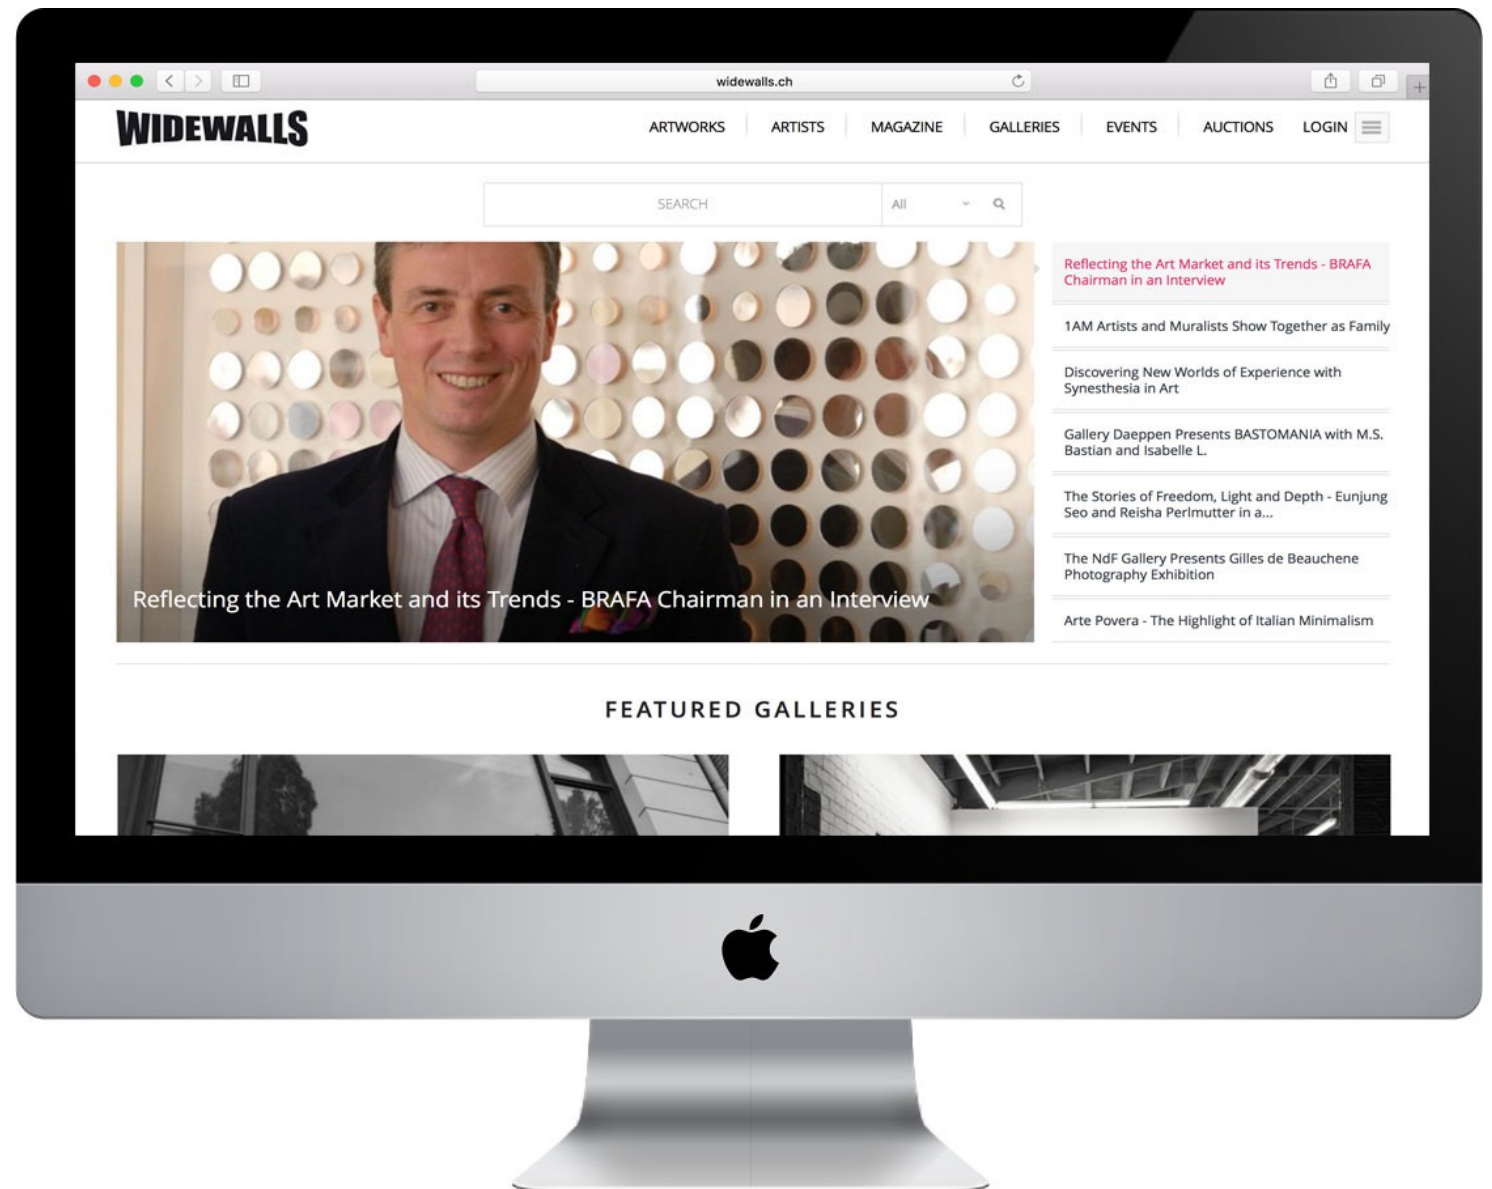 widewalls.ch
WIDEWALLS
ARTWORKS
ARTISTS
MAGAZINE
GALLERIES
EVENTS
AUCTIONS
LOGIN
SEARCH
All
Reflecting the Art Market and its Trends - BRAFA Chairman in an Interview
Reflecting the Art Market and its Trends - BRAFA
Chairman in an Interview
1AM Artists and Muralists Show Together as Family
Discovering New Worlds of Experience with
Synesthesia in Art
Gallery Daeppen Presents BASTOMANIA with M.S.
Bastian and Isabelle L.
The Stories of Freedom, Light and Depth - Eunjung
Seo and Reisha Perlmutter in a...
The NdF Gallery Presents Gilles de Beauchene
Photography Exhibition
Arte Povera - The Highlight of Italian Minimalism
FEATURED GALLERIES